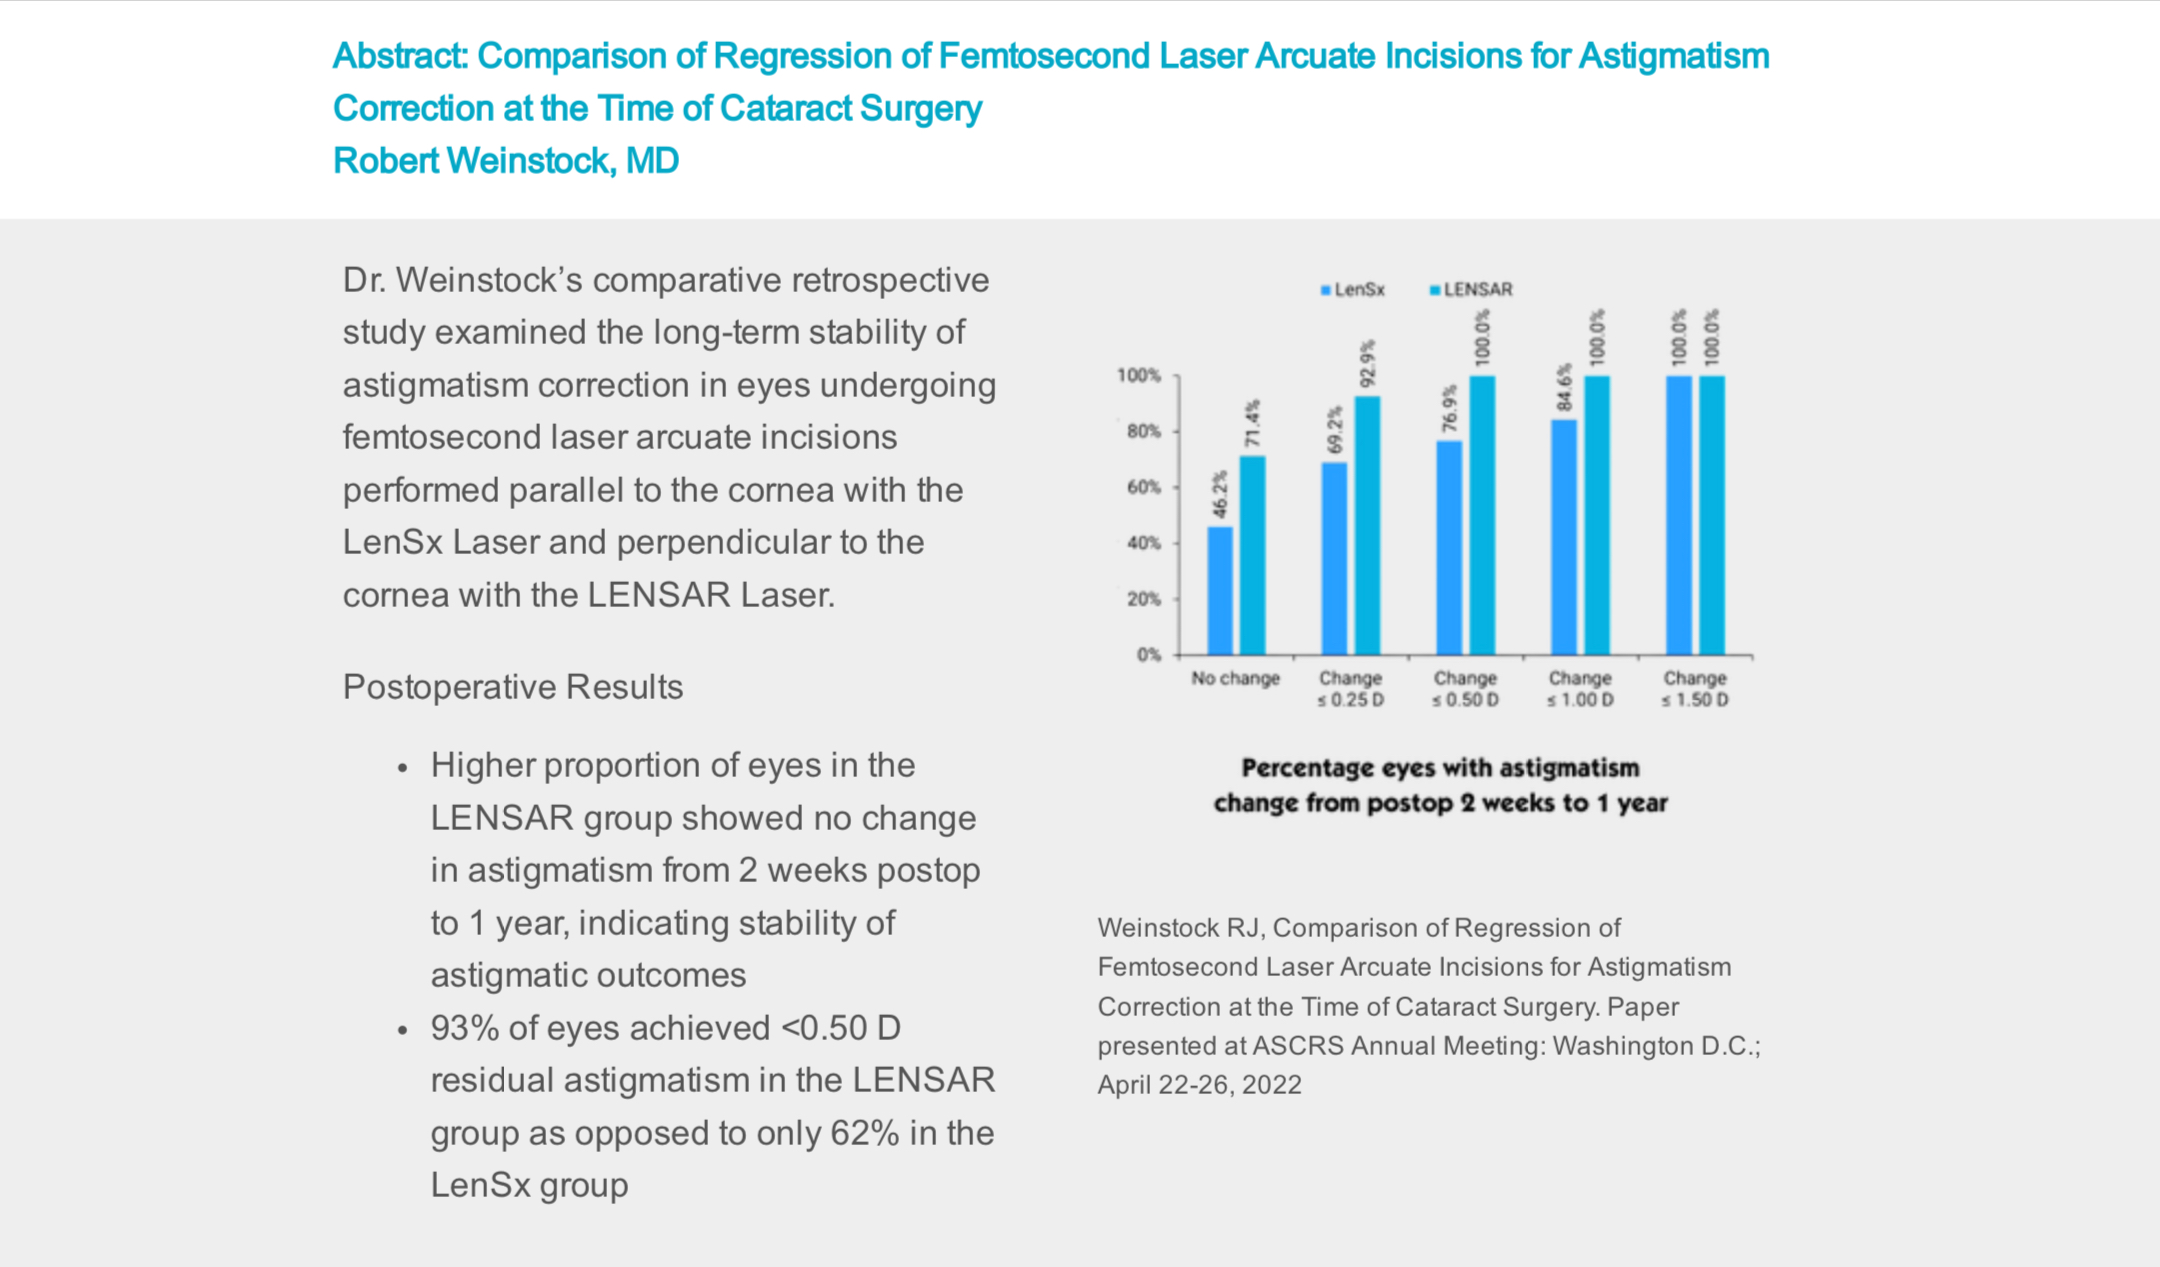 Abstract: Comparison of Regression of Femtosecond Laser Arcuate Incisions for Astigmatism
Correction at the Time of Cataract Surgery
Robert Weinstock, MD
Dr. Weinstock’s comparative retrospective
study examined the long-term stability of
astigmatism correction in eyes undergoing
femtosecond laser arcuate incisions
performed parallel to the cornea with the
LenSx Laser and perpendicular to the
cornea with the LENSAR Laser.
Postoperative Results
• Higher proportion of eyes in the
LENSAR group showed no change
in astigmatism from 2 weeks postop
to 1 year, indicating stability of
astigmatic outcomes
• 93% of eyes achieved <0.50 D
residual astigmatism in the LENSAR
group as opposed to only 62% in the
LenSx group
LenSx LENSAR
100%
80%
60%
40%
20%
0%
46.2% 71.4% 69.2% 92.9% 76.9% 100.0% 84.6% 100.0% 100.0% 100.0%
No change Change Change Change Change
≤ 0.25 D ≤ 0.50 D ≤ 1.00 D ≤ 1.50 D
Percentage eyes with astigmatism
change from postop 2 weeks to 1 year
Weinstock RJ, Comparison of Regression of
Femtosecond Laser Arcuate Incisions for Astigmatism
Correction at the Time of Cataract Surgery. Paper
presented at ASCRS Annual Meeting: Washington D.C.;
April 22-26, 2022